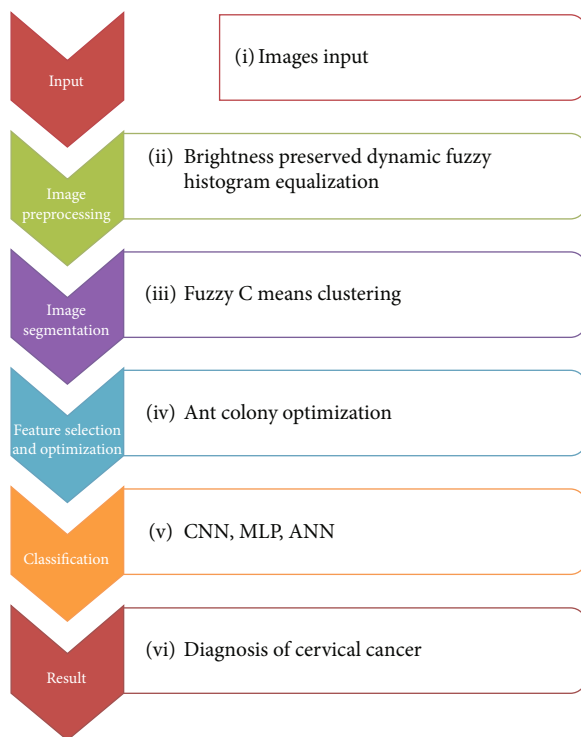 Input
(i) Images input
Image
preprocessing
(ii) Brightness preserved dynamic fuzzy
histogram equalization
Image
segmentation
(iii) Fuzzy C means clustering
Feature selection
and optimization
(iv) Ant colony optimization
Classification
(v) CNN, MLP, ANN
Result
(vi) Diagnosis of cervical cancer